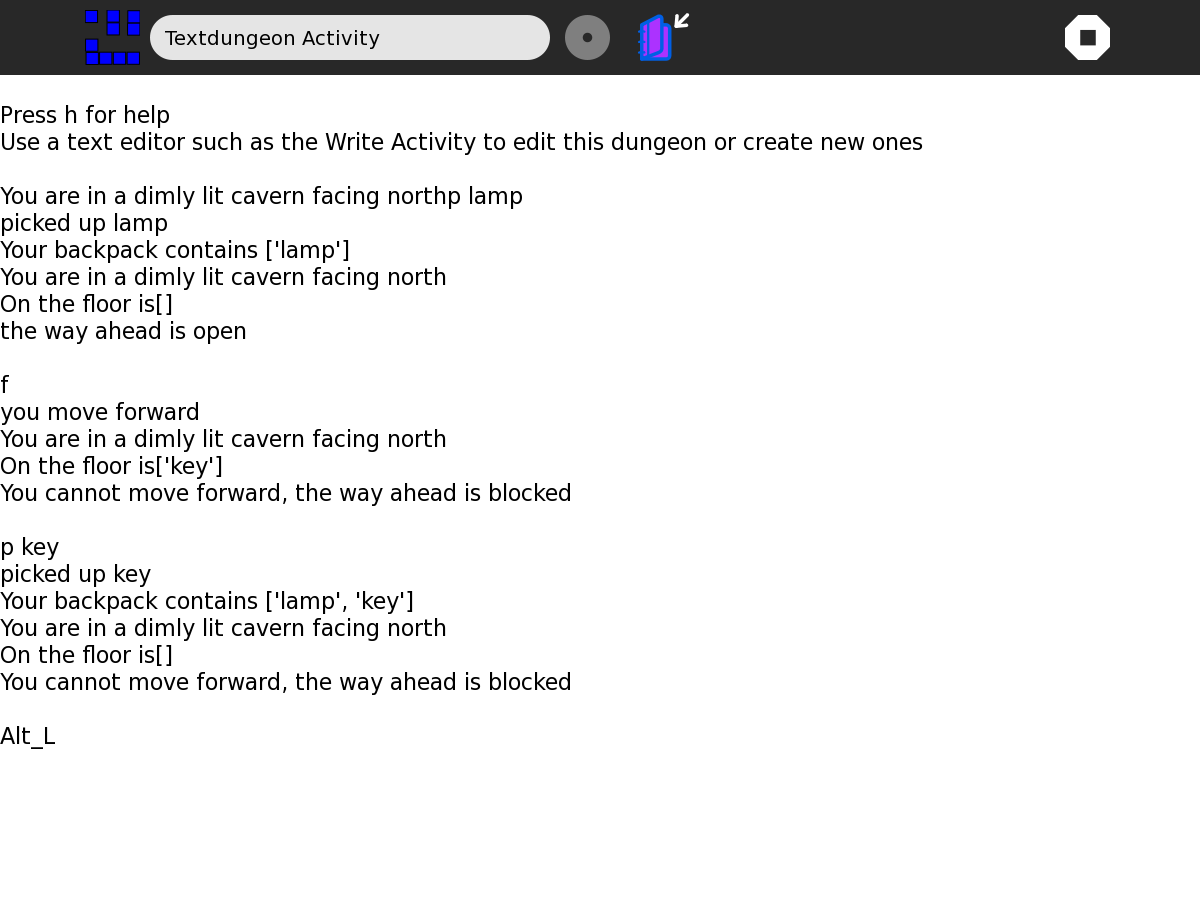 Textdungeon Activity
Press h for help
Use a text editor such as the Write Activity to edit this dungeon or create new ones
You are in a dimly lit cavern facing northp lamp
picked up lamp
Your backpack contains ['lamp']
You are in a dimly lit cavern facing north
On the floor is[]
the way ahead is open
f
you move forward
You are in a dimly lit cavern facing north
On the floor is['key']
You cannot move forward, the way ahead is blocked
p key
picked up key
Your backpack contains ['lamp', 'key']
You are in a dimly lit cavern facing north
On the floor is[]
You cannot move forward, the way ahead is blocked
Alt_L